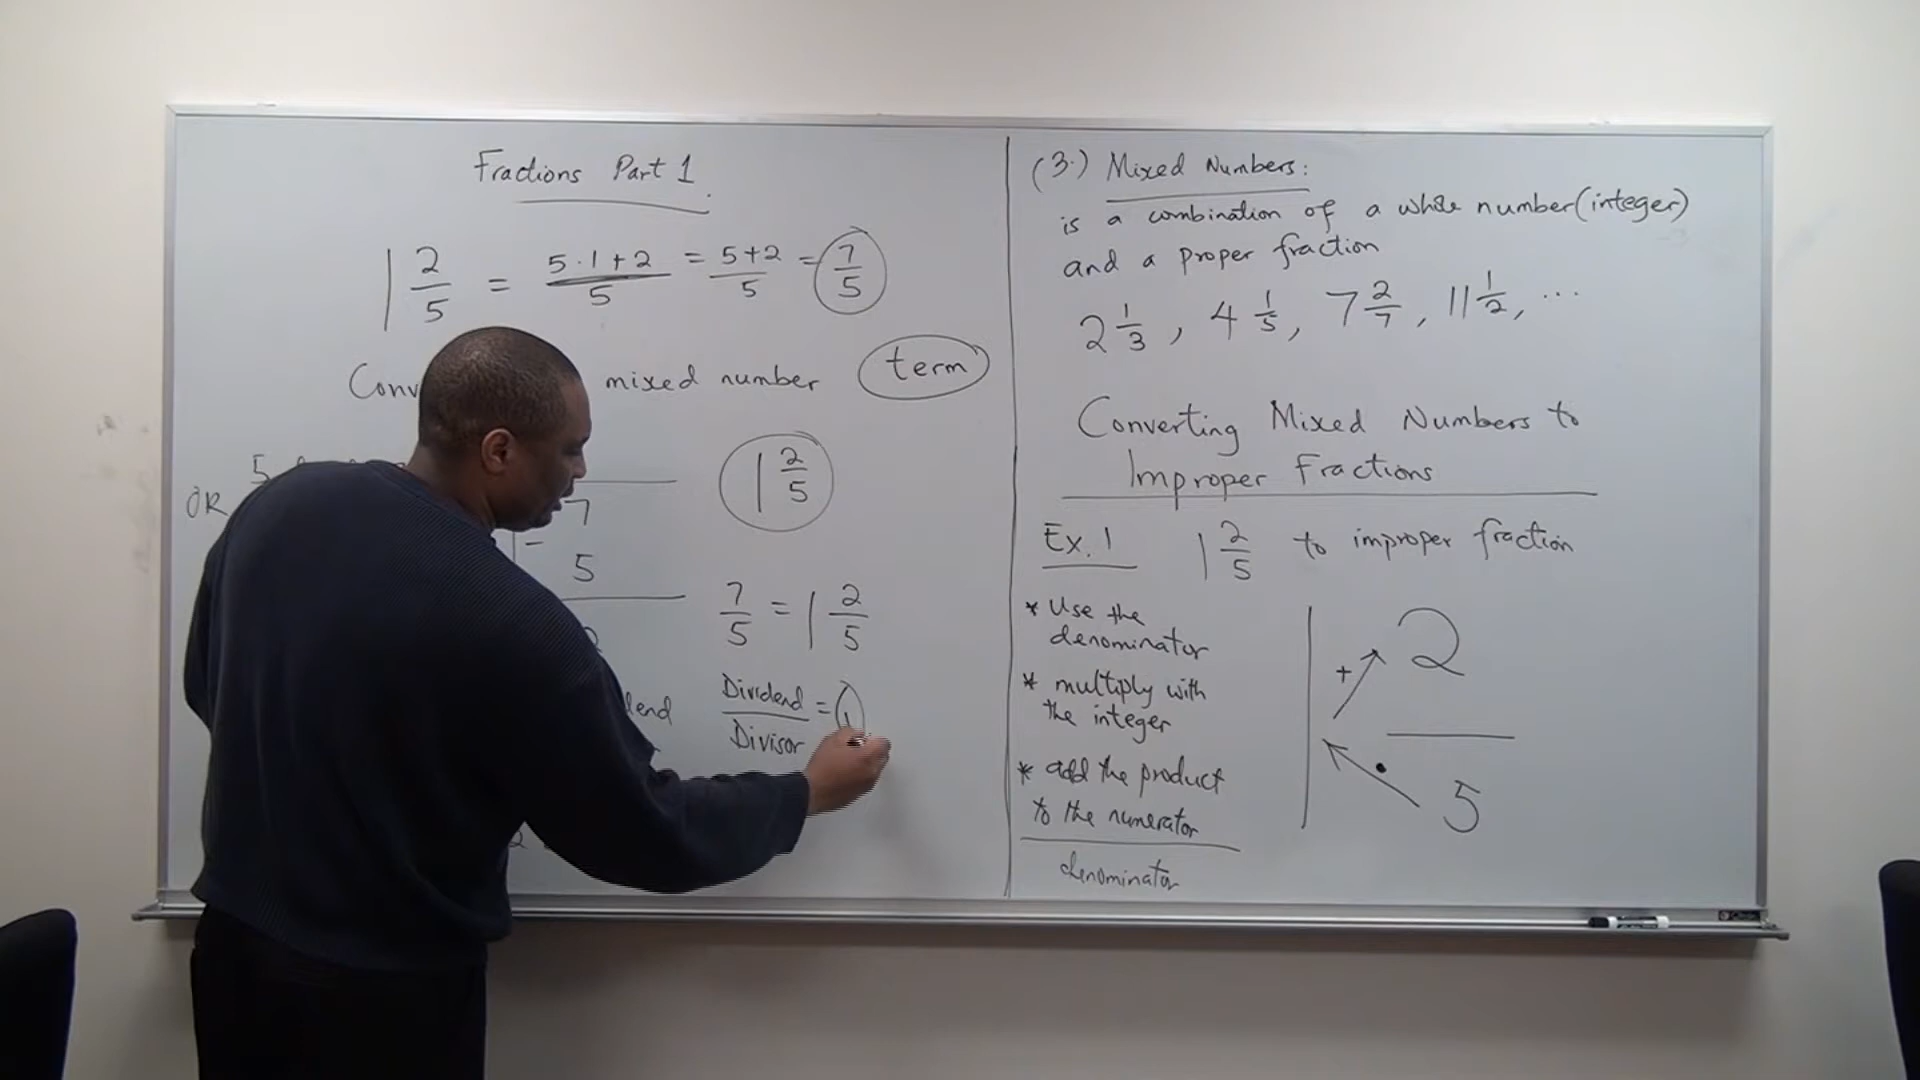 Fractions Part 1.
1 2/5 = 5·1+2/5 = 5+2/5 = 7/5
mixed number term
5
OR
7
1 2/5
5
7/5 = 1 2/5
Dividend/Divisor =
2
(3.) Mixed Numbers:
is a combination of a whole number(integer)
and a proper fraction
2 1/3, 4 1/5, 7 2/7, 11 1/2, ...
Converting Mixed Numbers to
Improper Fractions
Ex. 1 1 2/5 to improper fraction
* Use the
denominator
* multiply with
the integer
* add the product
to the numerator
denominator
1 2/5
+